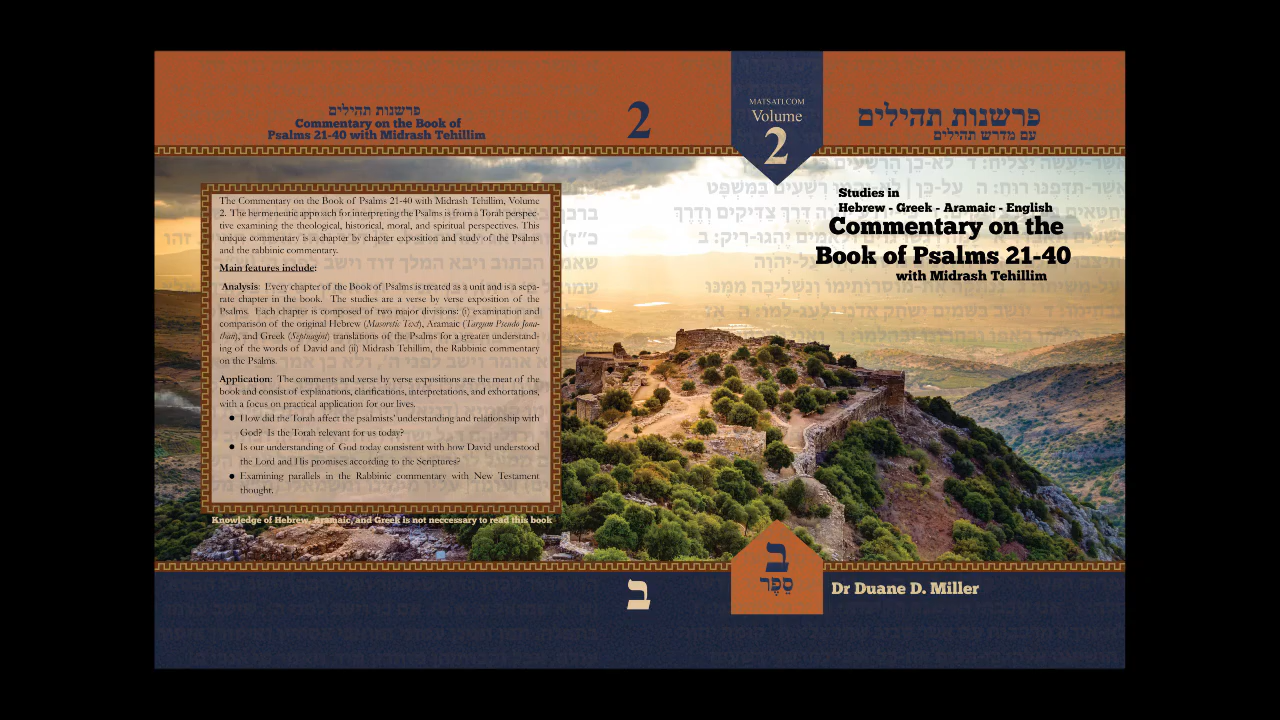 פרשנות תהילים
Commentary on the Book of
Psalms 21-40 with Midrash Tehillim
The Commentary on the Book of Psalms 21-40 with Midrash Tehillim, Volume
2. The hermeneutic approach for interpreting the Psalms is from a Torah perspec-
tive examining the theological, historical, moral, and spiritual perspectives. This
unique commentary is a chapter by chapter exposition and study of the Psalms
and the rabbinic commentary.
Main features include:
Analysis: Every chapter of the Book of Psalms is treated as a unit and is a sepa-
rate chapter in the book. The studies are a verse by verse exposition of the
Psalms. Each chapter is composed of two major divisions: (i) examination and
comparison of the original Hebrew (Masoretic Text), Aramaic (Targum Pseudo Jona-
than), and Greek (Septuagint) translations of the Psalms for a greater understand-
ing of the words of David and (ii) Midrash Tehillim, the Rabbinic commentary
on the Psalms.
Application: The comments and verse by verse expositions are the meat of the
book and consist of explanations, clarifications, interpretations, and exhortations,
with a focus on practical application for our lives.
● How did the Torah affect the psalmists' understanding and relationship with
God? Is the Torah relevant for us today?
● Is our understanding of God today consistent with how David understood
the Lord and His promises according to the Scriptures?
● Examining parallels in the Rabbinic commentary with New Testament
thought.
Knowledge of Hebrew, Aramaic, and Greek is not neccessary to read this book
2
ב
MATSATI.COM
Volume
2
פרשנות תהילים
עם מדרש תהילים
Studies in
Hebrew - Greek - Aramaic - English
Commentary on the
Book of Psalms 21-40
with Midrash Tehillim
ב
סֵפֶר
Dr Duane D. Miller